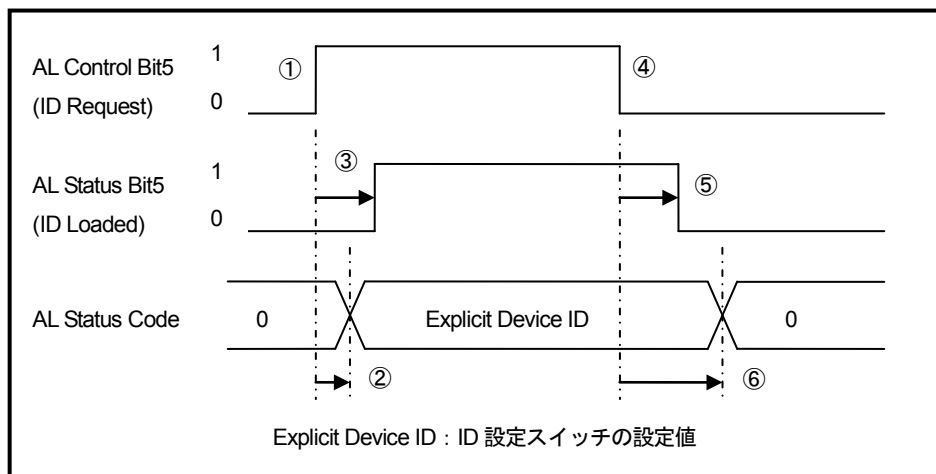 AL Control Bit5
(ID Request)
1
0
①
④
AL Status Bit5
(ID Loaded)
1
0
③
⑤
AL Status Code
0
Explicit Device ID
0
②
⑥
Explicit Device ID：ID 設定スイッチの設定値